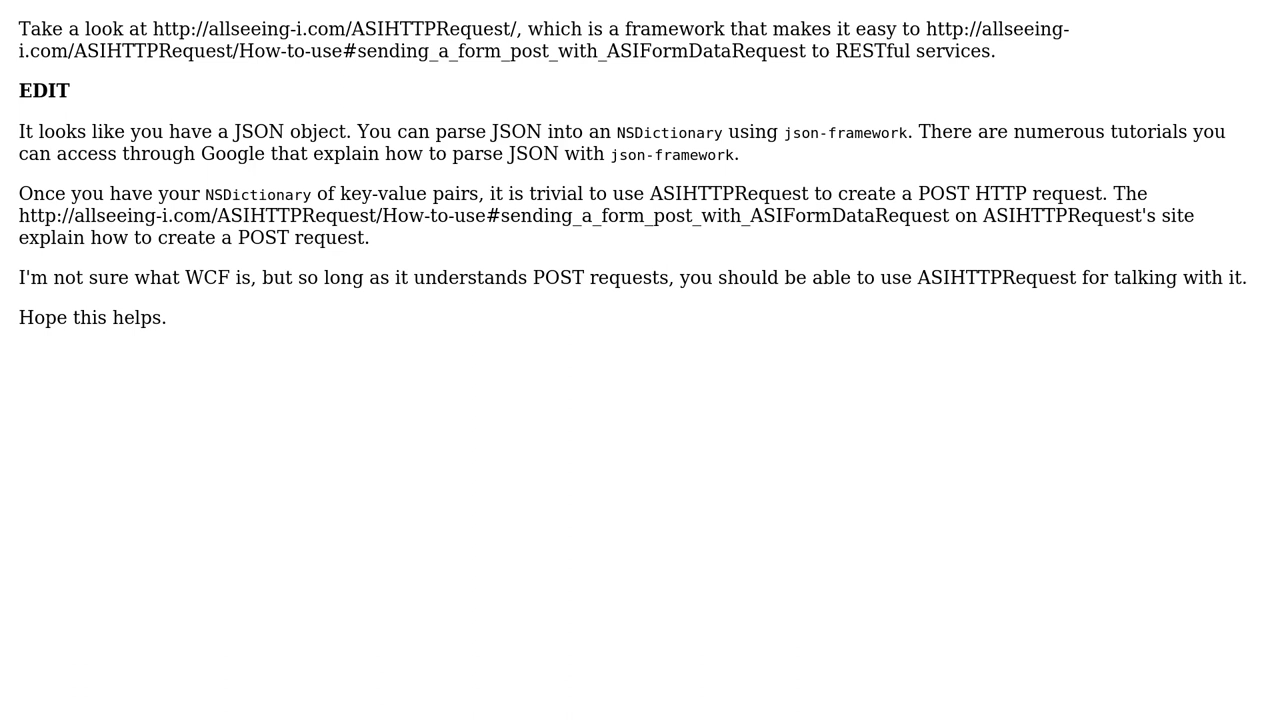 Take a look at http://allseeing-i.com/ASIHTTPRequest/, which is a framework that makes it easy to http://allseeing-
i.com/ASIHTTPRequest/How-to-use#sending_a_form_post_with_ASIFormDataRequest to RESTful services.
EDIT
It looks like you have a JSON object. You can parse JSON into an NSDictionary using json-framework. There are numerous tutorials you
can access through Google that explain how to parse JSON with json-framework.
Once you have your NSDictionary of key-value pairs, it is trivial to use ASIHTTPRequest to create a POST HTTP request. The
http://allseeing-i.com/ASIHTTPRequest/How-to-use#sending_a_form_post_with_ASIFormDataRequest on ASIHTTPRequest's site
explain how to create a POST request.
I'm not sure what WCF is, but so long as it understands POST requests, you should be able to use ASIHTTPRequest for talking with it.
Hope this helps.